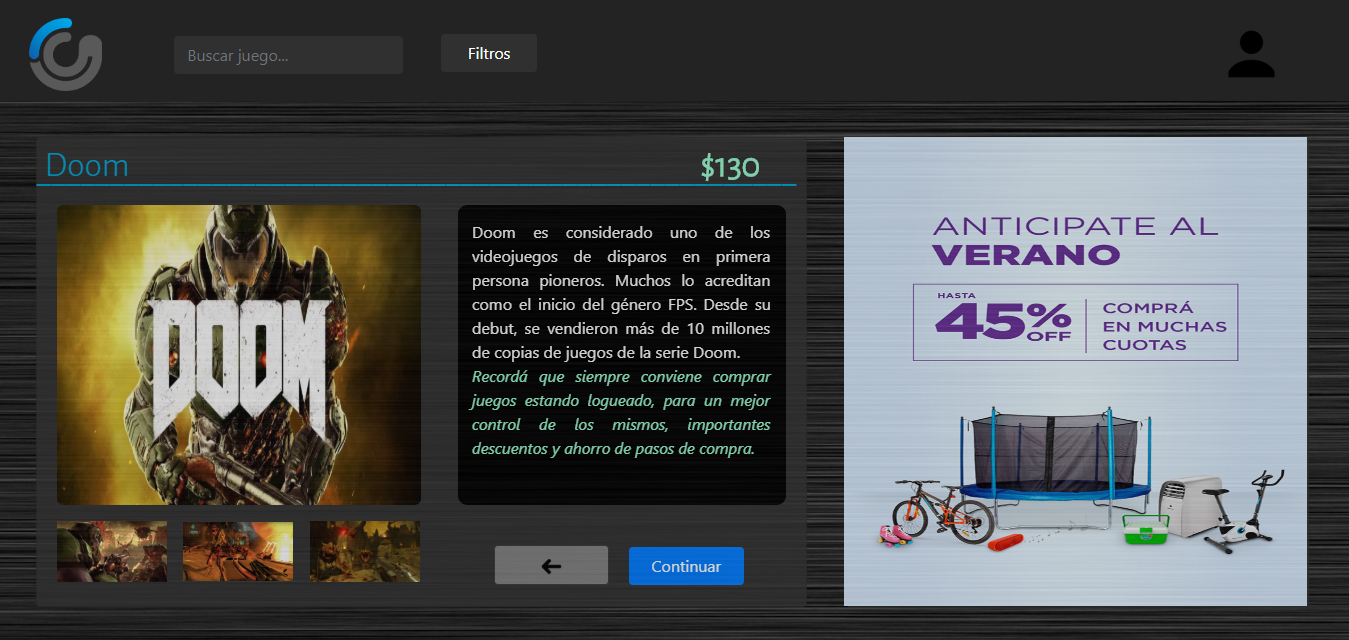 Buscar juego...
Filtros
Doom
$130
DOOM
Doom es considerado uno de los
videojuegos de disparos en primera
persona pioneros. Muchos lo acreditan
como el inicio del género FPS. Desde su
debut, se vendieron más de 10 millones
de copias de juegos de la serie Doom.
Recordá que siempre conviene comprar
juegos estando logueado, para un mejor
control de los mismos, importantes
descuentos y ahorro de pasos de compra.
Continuar
ANTICIPATE AL
VERANO
HASTA
45% OFF
COMPRÁ
EN MUCHAS
CUOTAS